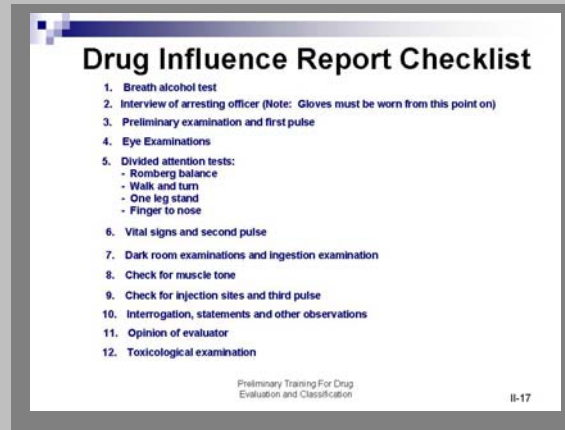 Drug Influence Report Checklist
1. Breath alcohol test
2. Interview of arresting officer (Note: Gloves must be worn from this point on)
3. Preliminary examination and first pulse
4. Eye Examinations
5. Divided attention tests:
- Romberg balance
- Walk and turn
- One leg stand
- Finger to nose
6. Vital signs and second pulse
7. Dark room examinations and ingestion examination
8. Check for muscle tone
9. Check for injection sites and third pulse
10. Interrogation, statements and other observations
11. Opinion of evaluator
12. Toxicological examination
Preliminary Training For Drug
Evaluation and Classification
II-17